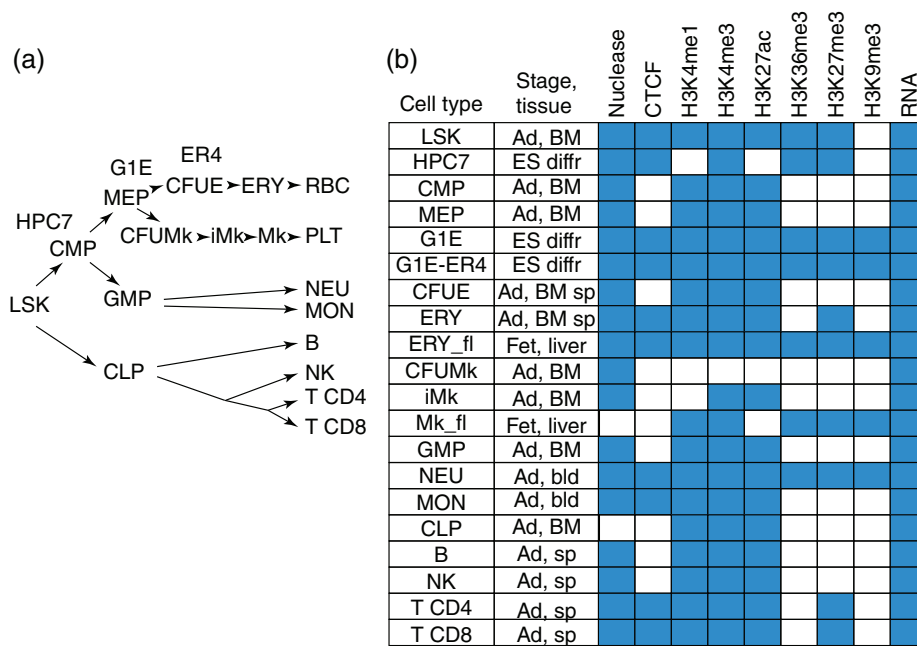 (a)
ER4
G1E
CFUE ERY RBC
MEP
HPC7
CFUMk iMk Mk PLT
CMP
NEU
GMP
LSK
MON
B
CLP
NK
T CD4
T CD8
(b)
Nuclease
CTCF
H3K4me1
H3K4me3
H3K27ac
H3K36me3
H3K27me3
H3K9me3
RNA
Cell type Stage, tissue
LSK Ad, BM
HPC7 ES diffr
CMP Ad, BM
MEP Ad, BM
G1E ES diffr
G1E-ER4 ES diffr
CFUE Ad, BM sp
ERY Ad, BM sp
ERY_fl Fet, liver
CFUMk Ad, BM
iMk Ad, BM
Mk_fl Fet, liver
GMP Ad, BM
NEU Ad, bld
MON Ad, bld
CLP Ad, BM
B Ad, sp
NK Ad, sp
T CD4 Ad, sp
T CD8 Ad, sp